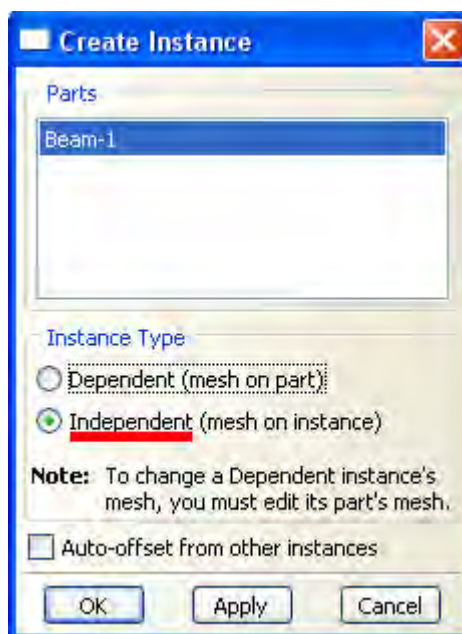 Create Instance
Parts
Beam-1
Instance Type
Dependent (mesh on part)
Independent (mesh on instance)
Note: To change a Dependent instance's
mesh, you must edit its part's mesh.
Auto-offset from other instances
OK Apply Cancel